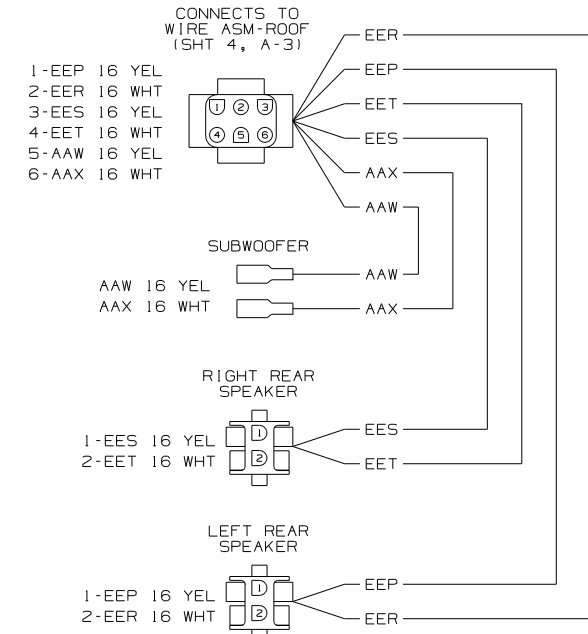 CONNECTS TO
WIRE ASM-ROOF
(SHT 4, A-3)
1-EEP 16 YEL
2-EER 16 WHT
3-EES 16 YEL
4-EET 16 WHT
5-AAW 16 YEL
6-AAX 16 WHT
1 2 3
4 5 6
EER
EEP
EET
EES
AAX
AAW
SUBWOOFER
AAW 16 YEL
AAX 16 WHT
AAW
AAX
RIGHT REAR
SPEAKER
1-EES 16 YEL
2-EET 16 WHT
1
2
EES
EET
LEFT REAR
SPEAKER
1-EEP 16 YEL
2-EER 16 WHT
1
2
EEP
EER